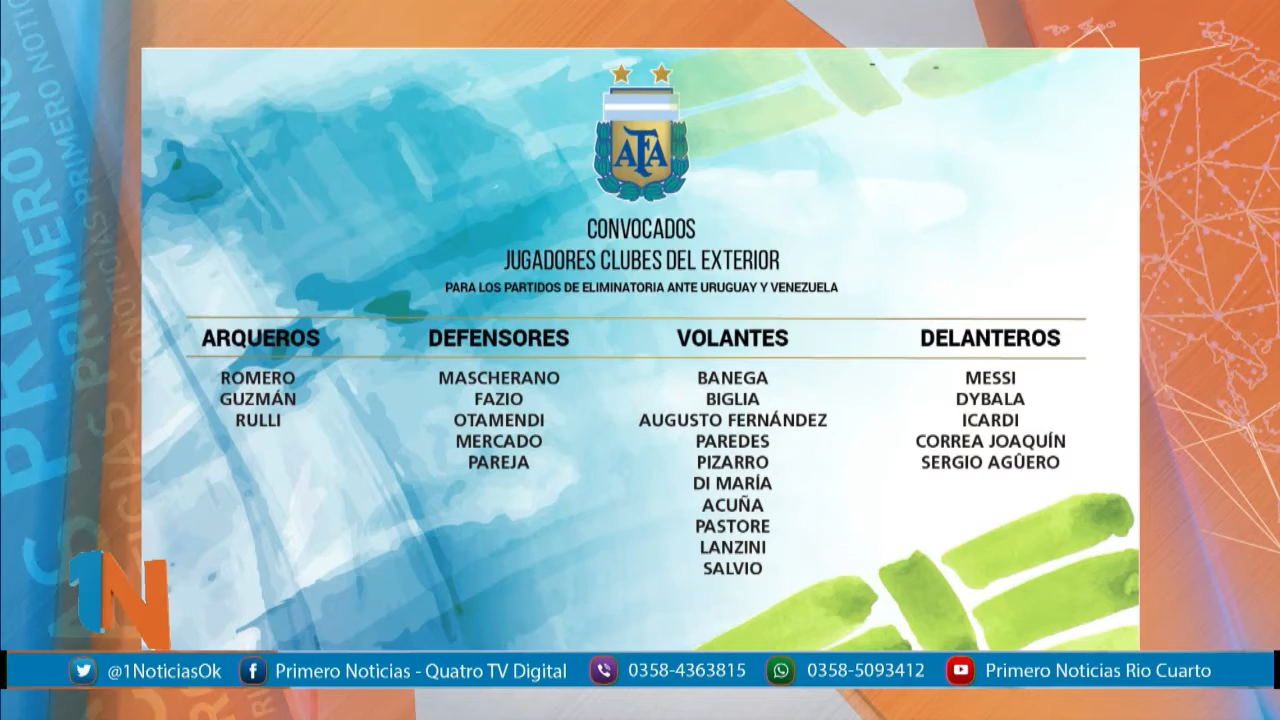 AFA
CONVOCADOS
JUGADORES CLUBES DEL EXTERIOR
PARA LOS PARTIDOS DE ELIMINATORIA ANTE URUGUAY Y VENEZUELA
ARQUEROS
ROMERO
GUZMÁN
RULLI
DEFENSORES
MASCHERANO
FAZIO
OTAMENDI
MERCADO
PAREJA
VOLANTES
BANEGA
BIGLIA
AUGUSTO FERNÁNDEZ
PAREDES
PIZARRO
DI MARÍA
ACUÑA
PASTORE
LANZINI
SALVIO
DELANTEROS
MESSI
DYBALA
ICARDI
CORREA JOAQUÍN
SERGIO AGÜERO
1N
@1NoticiasOk
Primero Noticias - Quatro TV Digital
0358-4363815
0358-5093412
Primero Noticias Rio Cuarto
PRIMERO NOTICIAS